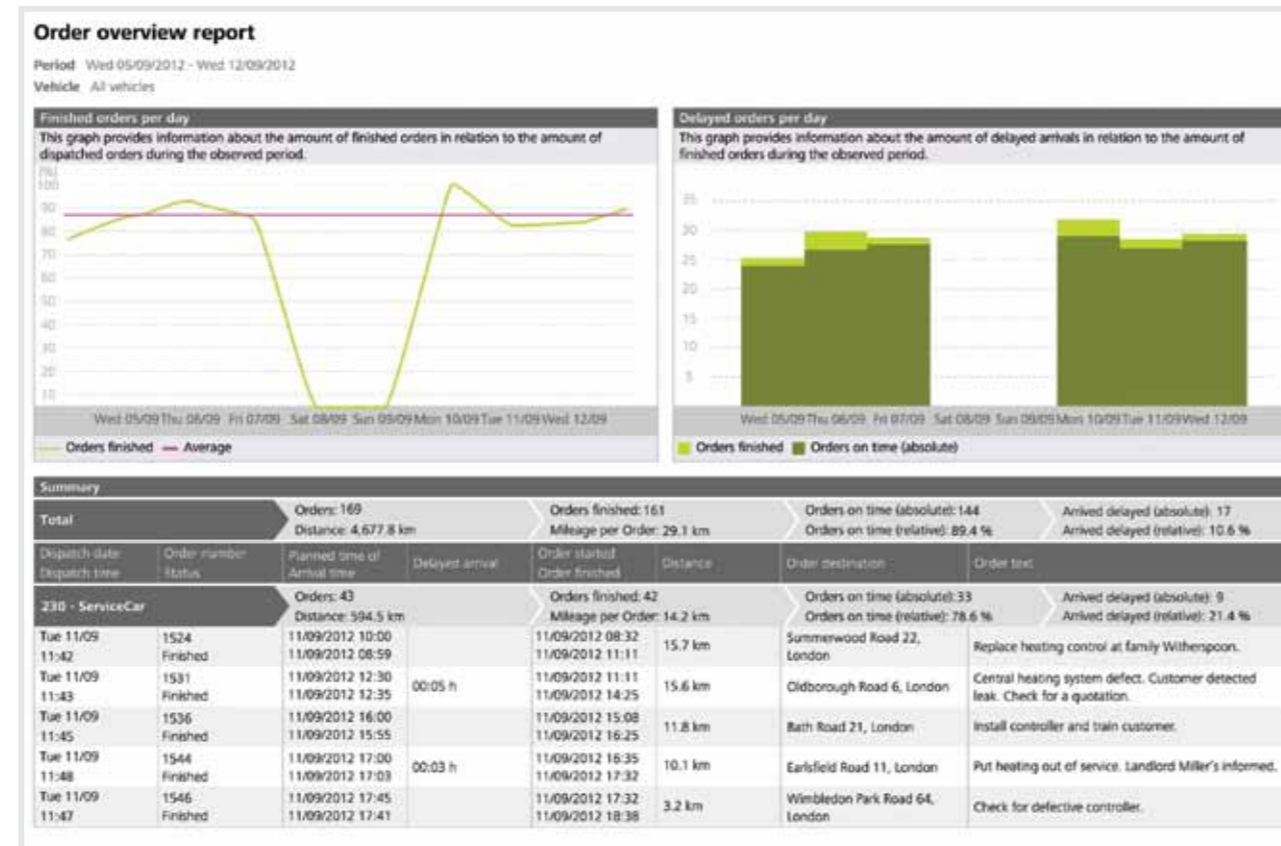 Order overview report
Period Wed 05/09/2012 - Wed 12/09/2012
Vehicle All vehicles
Finished orders per day
This graph provides information about the amount of finished orders in relation to the amount of
dispatched orders during the observed period.
[%]
100
90
80
70
60
50
40
30
20
10
Wed 05/09 Thu 06/09 Fri 07/09 Sat 08/09 Sun 09/09 Mon 10/09 Tue 11/09 Wed 12/09
Orders finished Average
Delayed orders per day
This graph provides information about the amount of delayed arrivals in relation to the amount of
finished orders during the observed period.
35
30
25
20
15
10
5
Wed 05/09 Thu 06/09 Fri 07/09 Sat 08/09 Sun 09/09 Mon 10/09 Tue 11/09 Wed 12/09
Orders finished Orders on time (absolute)
Summary
Total
Orders: 169
Distance: 4,677.8 km
Orders finished: 161
Mileage per Order: 29.1 km
Orders on time (absolute): 144
Orders on time (relative): 89.4 %
Arrived delayed (absolute): 17
Arrived delayed (relative): 10.6 %
Dispatch date
Dispatch time
Order number
Status
Planned time of
Arrival time
Delayed arrival
Order started
Order finished
Distance
Order destination
Order text
230 - ServiceCar
Orders: 43
Distance: 594.5 km
Orders finished: 42
Mileage per Order: 14.2 km
Orders on time (absolute): 33
Orders on time (relative): 78.6 %
Arrived delayed (absolute): 9
Arrived delayed (relative): 21.4 %
Tue 11/09
11:42
1524
Finished
11/09/2012 10:00
11/09/2012 08:59
11/09/2012 08:32
11/09/2012 11:11
15.7 km
Summerwood Road 22,
London
Replace heating control at family Witherspoon.
Tue 11/09
11:43
1531
Finished
11/09/2012 12:30
11/09/2012 12:35
00:05 h
11/09/2012 11:11
11/09/2012 14:25
15.6 km
Oldborough Road 6, London
Central heating system defect. Customer detected
leak. Check for a quotation.
Tue 11/09
11:45
1536
Finished
11/09/2012 16:00
11/09/2012 15:55
11/09/2012 15:08
11/09/2012 16:25
11.8 km
Bath Road 21, London
Install controller and train customer.
Tue 11/09
11:48
1544
Finished
11/09/2012 17:00
11/09/2012 17:03
00:03 h
11/09/2012 16:35
11/09/2012 17:32
10.1 km
Earlsfield Road 11, London
Put heating out of service. Landlord Miller's informed.
Tue 11/09
11:47
1546
Finished
11/09/2012 17:45
11/09/2012 17:41
11/09/2012 17:32
11/09/2012 18:38
3.2 km
Wimbledon Park Road 64,
London
Check for defective controller.